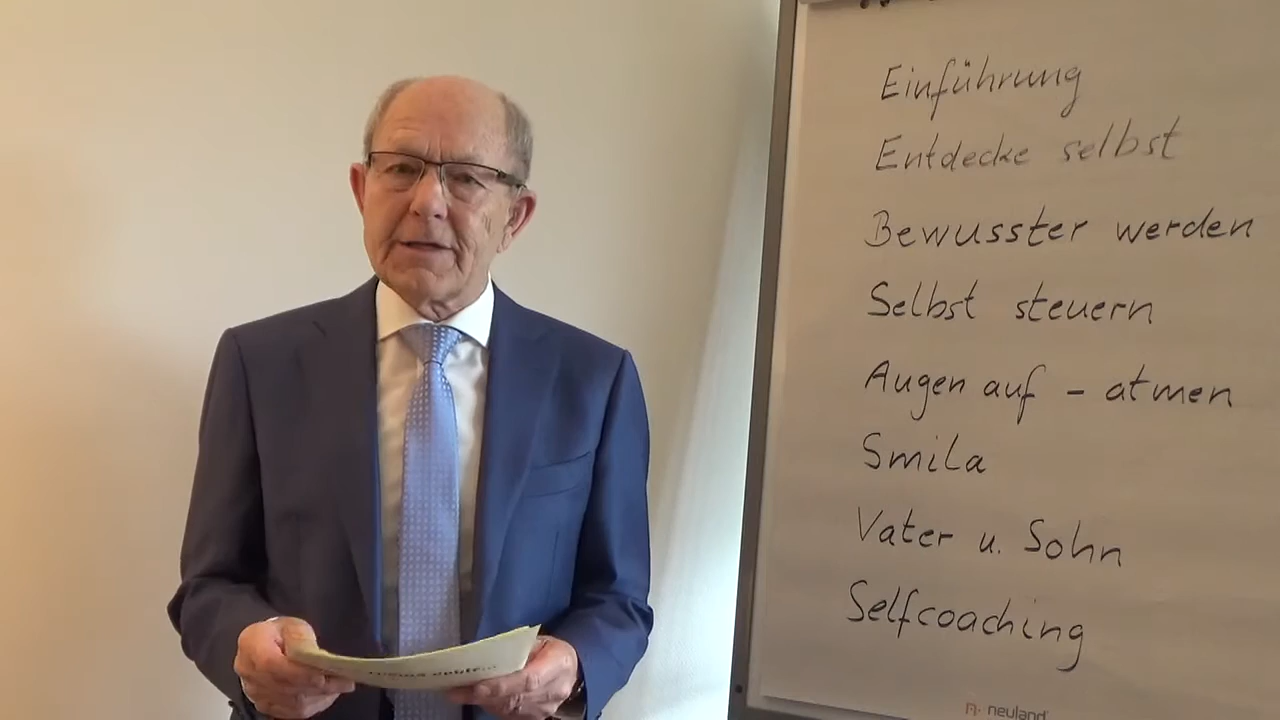 Einführung
Entdecke selbst
Bewusster werden
Selbst steuern
Augen auf - atmen
Smila
Vater u. Sohn
Selfcoaching
neuland